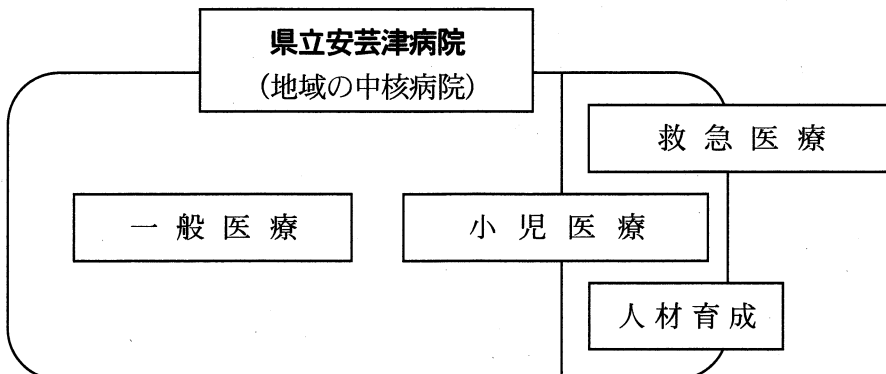 県立安芸津病院
(地域の中核病院)
救急医療
一般医療
小児医療
人材育成